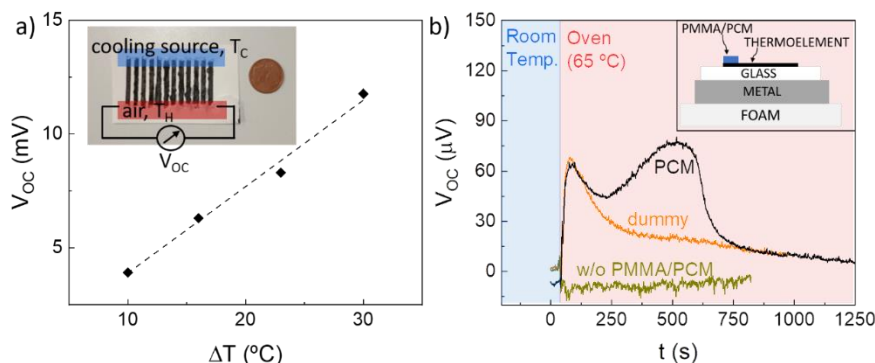 a)
cooling source, T_C
air, T_H
V_OC
V_OC (mV)
15
10
5
10
20
30
ΔT (ºC)
b)
Room
Temp.
Oven
(65 ºC)
PMMA/PCM
THERMOELEMENT
GLASS
METAL
FOAM
V_OC (µV)
150
120
90
60
30
0
PCM
dummy
w/o PMMA/PCM
0
250
500
750
1000
1250
t (s)